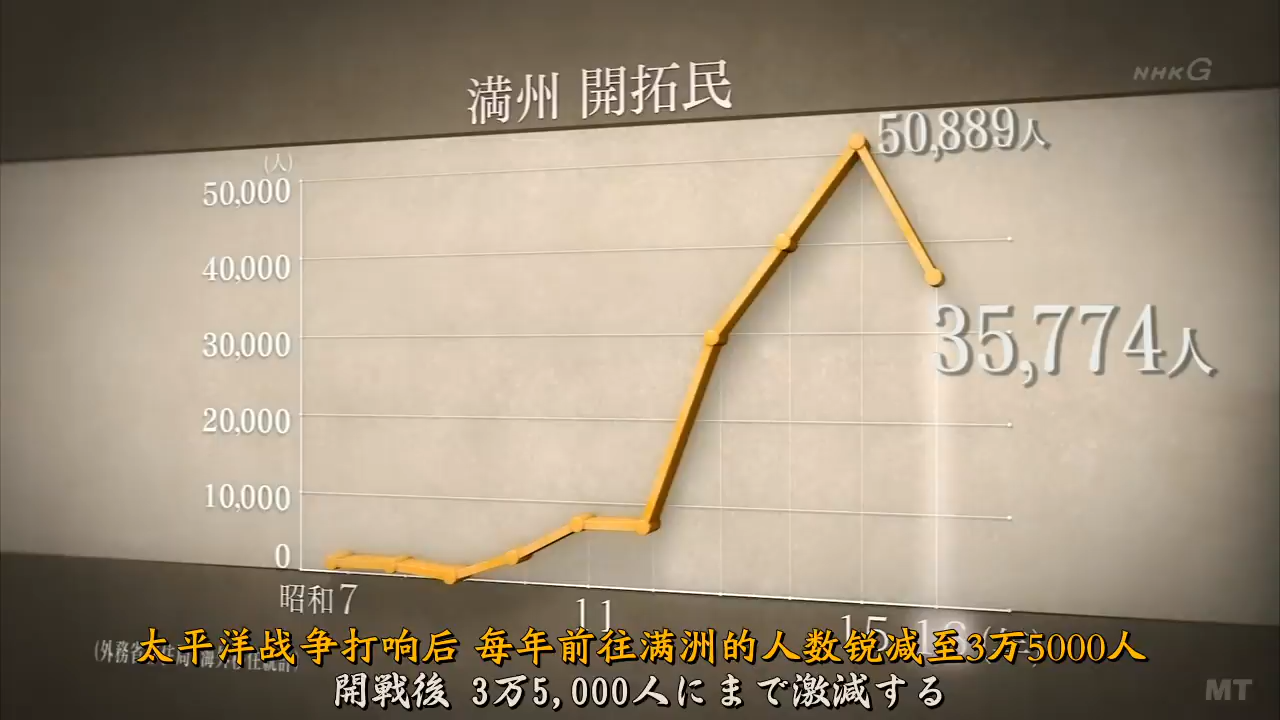 NHK G
満州 開拓民
50,889人
(人)
50,000
40,000
30,000
35,774人
20,000
10,000
0
昭和7
11
15
太平洋战争打响后 每年前往满洲的人数锐减至3万5000人
開戦後 3万5,000人にまで激減する
MT